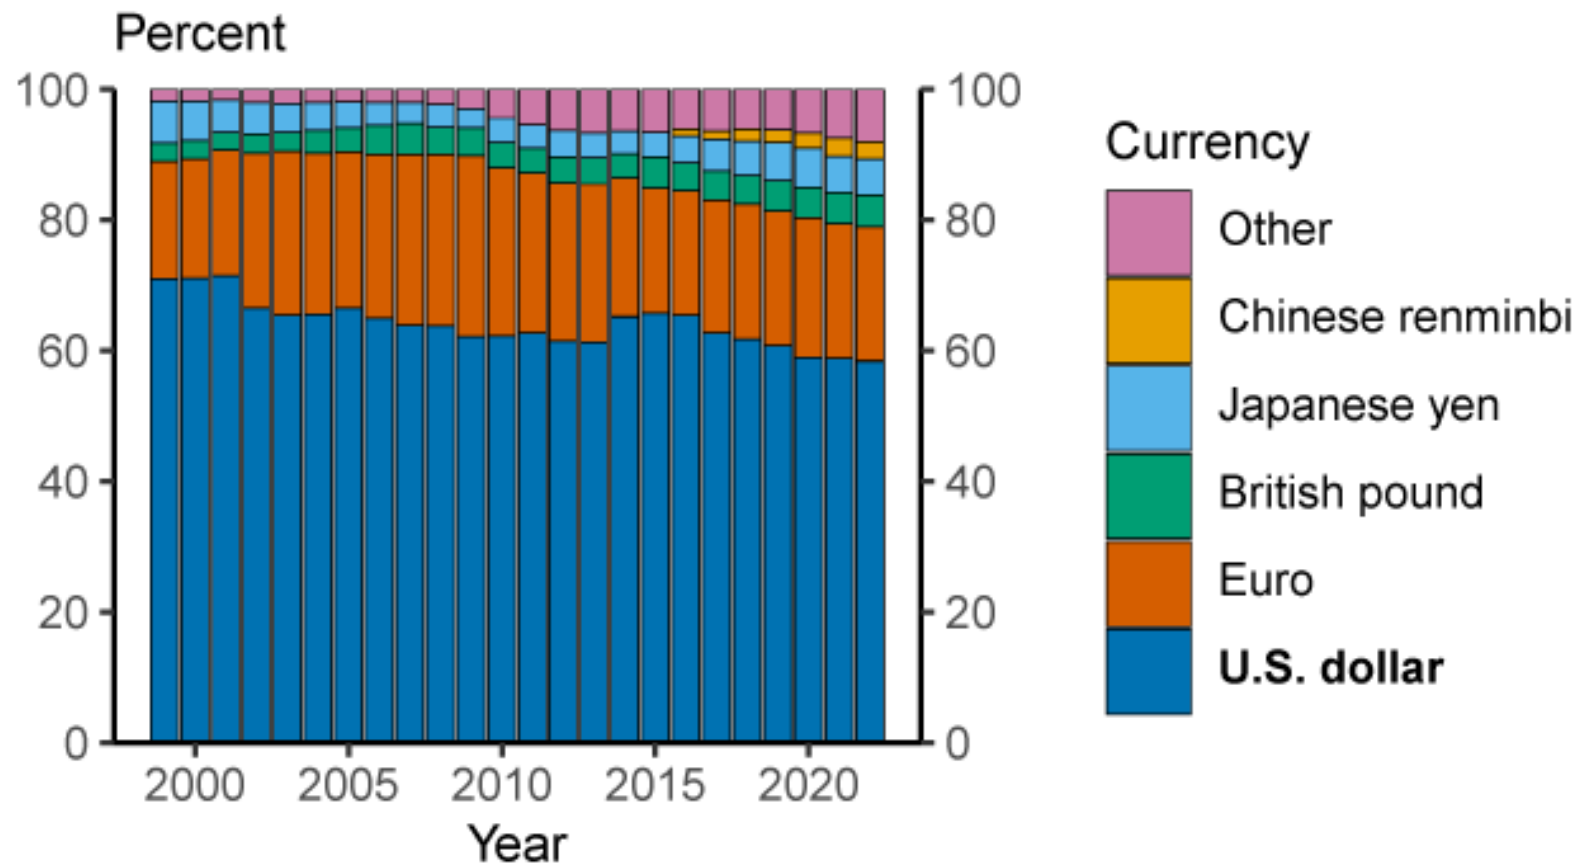 Percent
100
80
60
40
20
0
100
80
60
40
20
0
2000 2005 2010 2015 2020
Year
Currency
Other
Chinese renminbi
Japanese yen
British pound
Euro
U.S. dollar